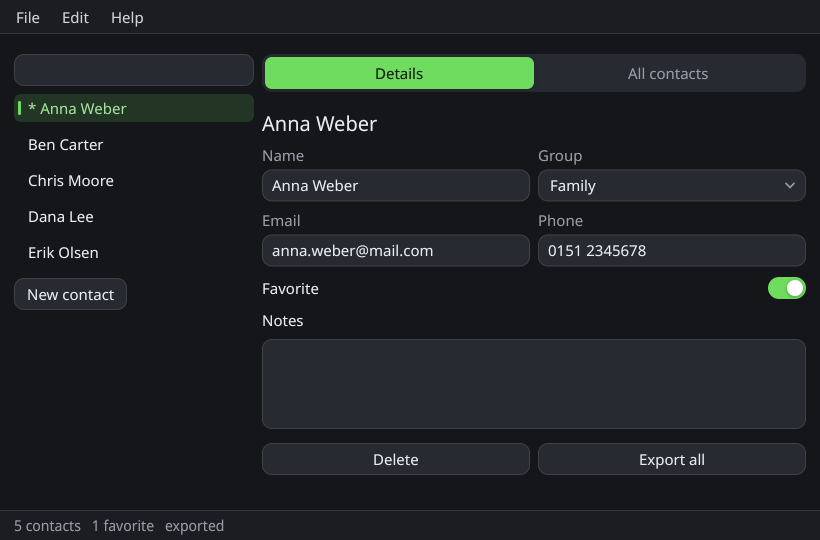 File Edit Help
Details All contacts
* Anna Weber
Ben Carter
Chris Moore
Dana Lee
Erik Olsen
New contact
Anna Weber
Name Group
Anna Weber Family
Email Phone
anna.weber@mail.com 0151 2345678
Favorite
Notes
Delete Export all
5 contacts 1 favorite exported